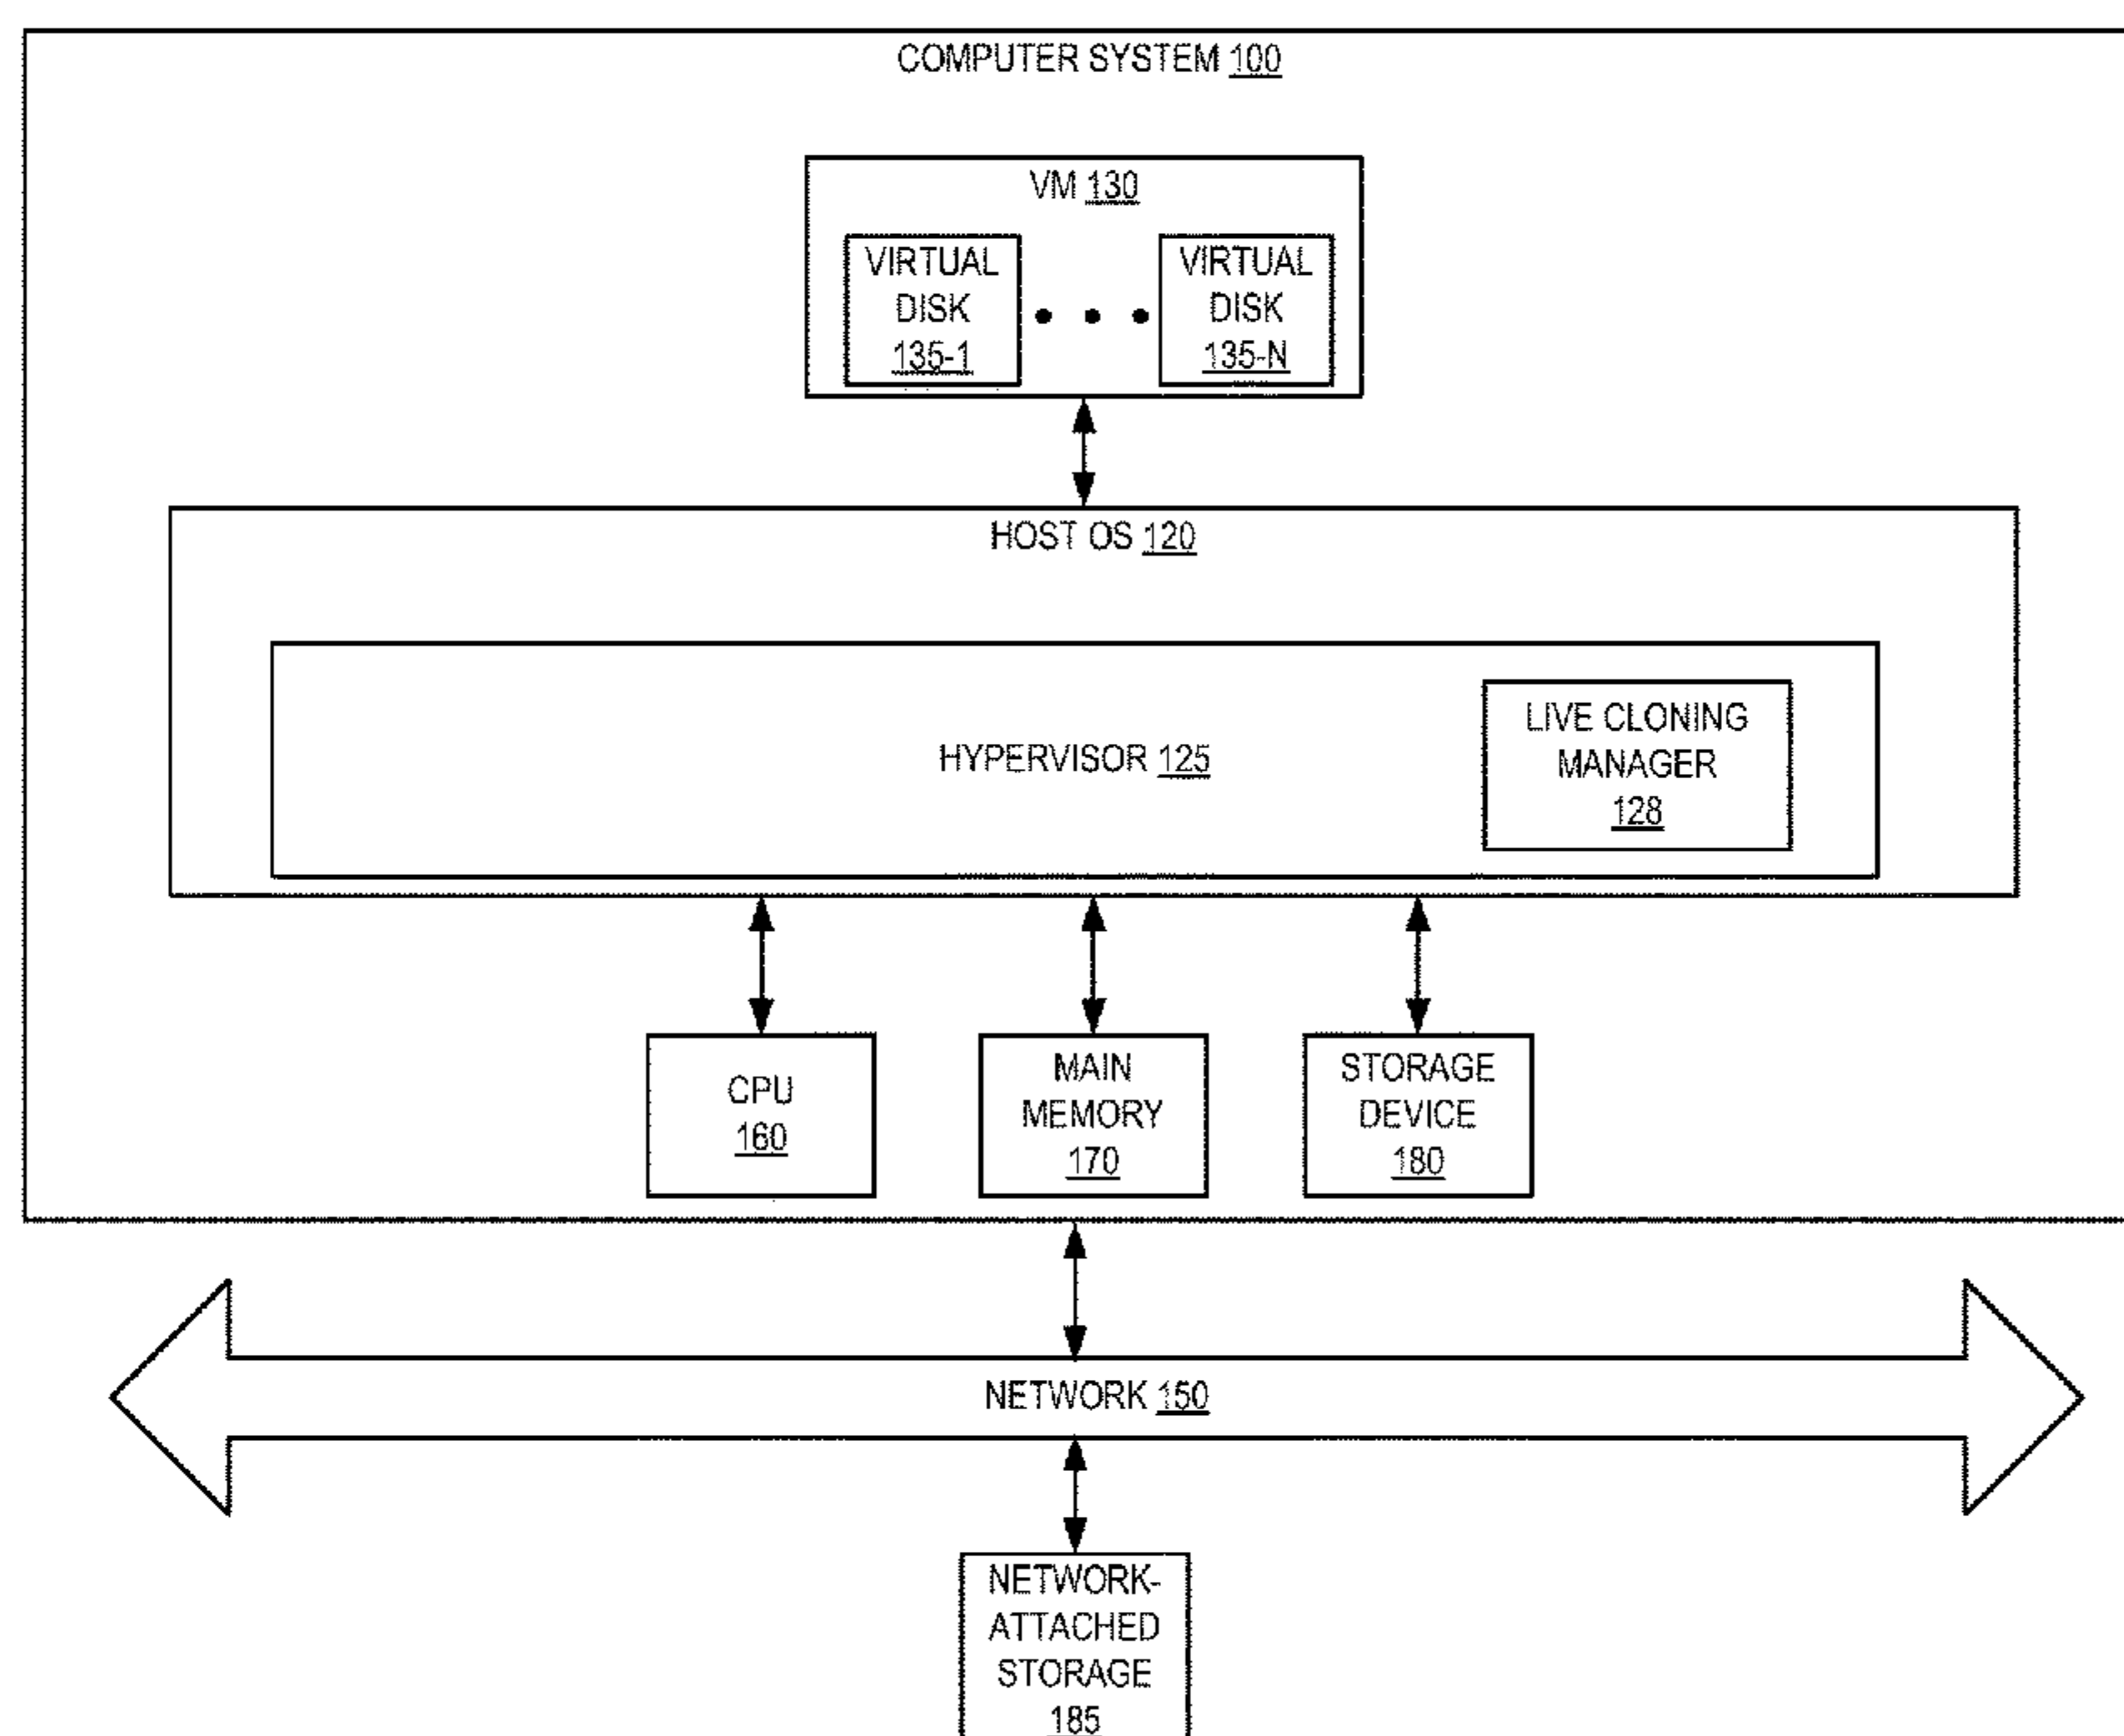 COMPUTER SYSTEM 100
VM 130
VIRTUAL
DISK
135-1
VIRTUAL
DISK
135-N
HOST OS 120
HYPERVISOR 125
LIVE CLONING
MANAGER
128
CPU
160
MAIN
MEMORY
170
STORAGE
DEVICE
180
NETWORK 150
NETWORK-
ATTACHED
STORAGE
185